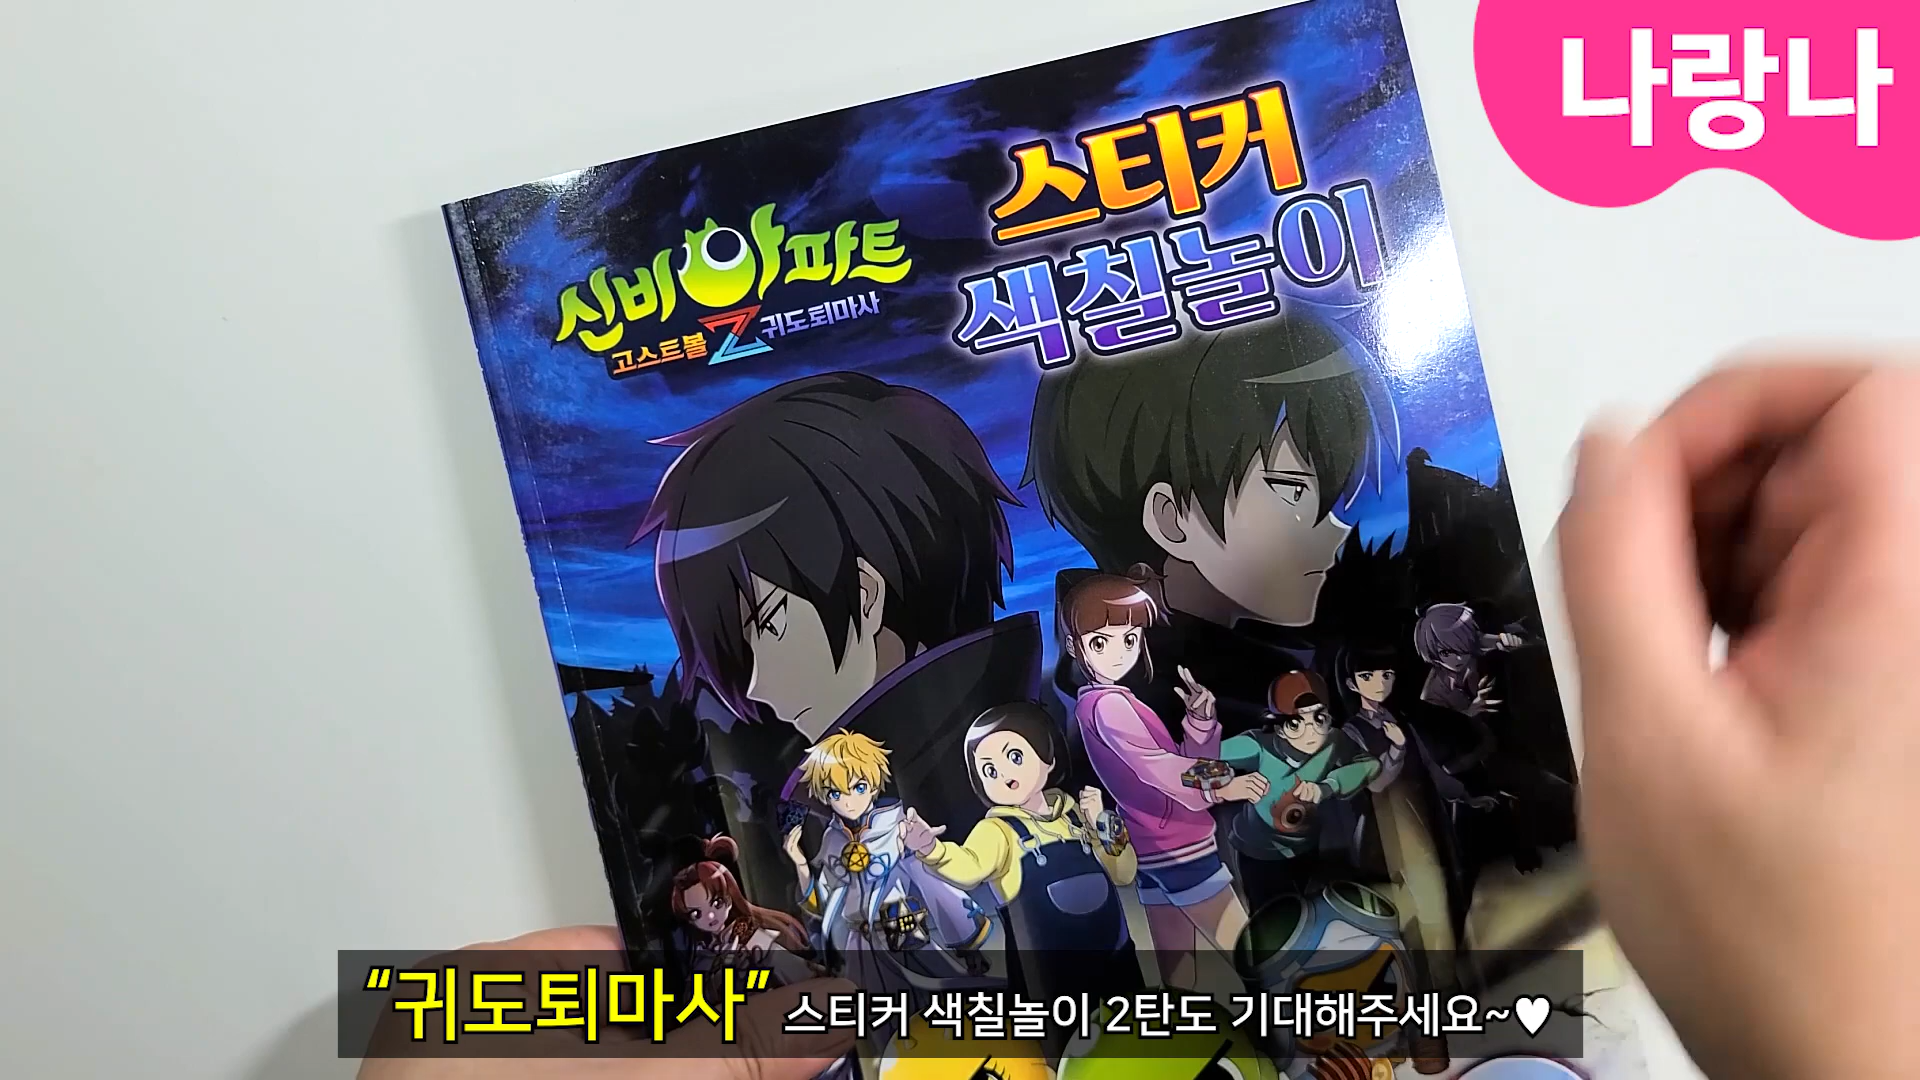 나랑나
스티커
색칠놀이
신비아파트
고스트볼 Z 귀도퇴마사
“귀도퇴마사” 스티커 색칠놀이 2탄도 기대해주세요~♥